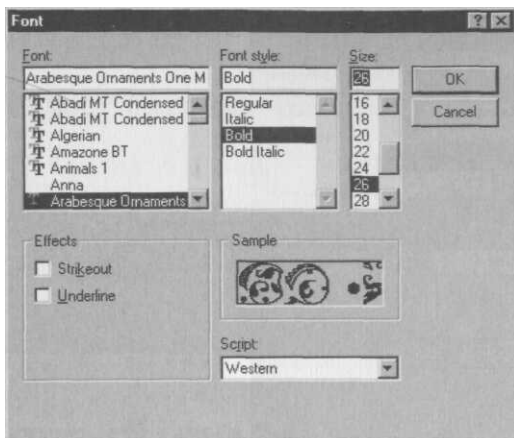 Font
Font:
Arabesque Ornaments One M
Abadi MT Condensed
Abadi MT Condensed
Algerian
Amazone BT
Animals 1
Anna
Arabesque Ornaments
Font style:
Bold
Regular
Italic
Bold
Bold Italic
Size:
26
16
18
20
22
24
26
28
OK
Cancel
Effects
Strikeout
Underline
Sample
Script:
Western